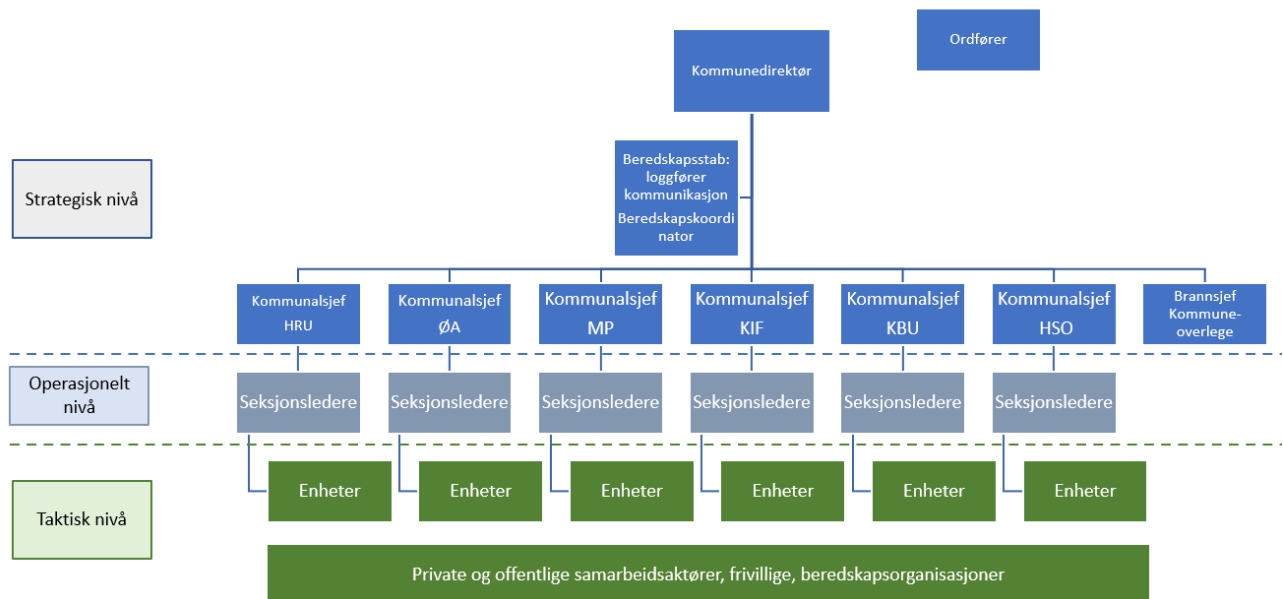 Ordfører
Kommunedirektør
Beredskapsstab:
loggfører
kommunikasjon
Beredskapskoordi
nator
Strategisk nivå
Kommunalsjef
HRU
Kommunalsjef
ØA
Kommunalsjef
MP
Kommunalsjef
KIF
Kommunalsjef
KBU
Kommunalsjef
HSO
Brannsjef
Kommune-
overlege
Operasjonelt
nivå
Seksjonsledere
Seksjonsledere
Seksjonsledere
Seksjonsledere
Seksjonsledere
Seksjonsledere
Taktisk nivå
Enheter
Enheter
Enheter
Enheter
Enheter
Enheter
Private og offentlige samarbeidsaktører, frivillige, beredskapsorganisasjoner